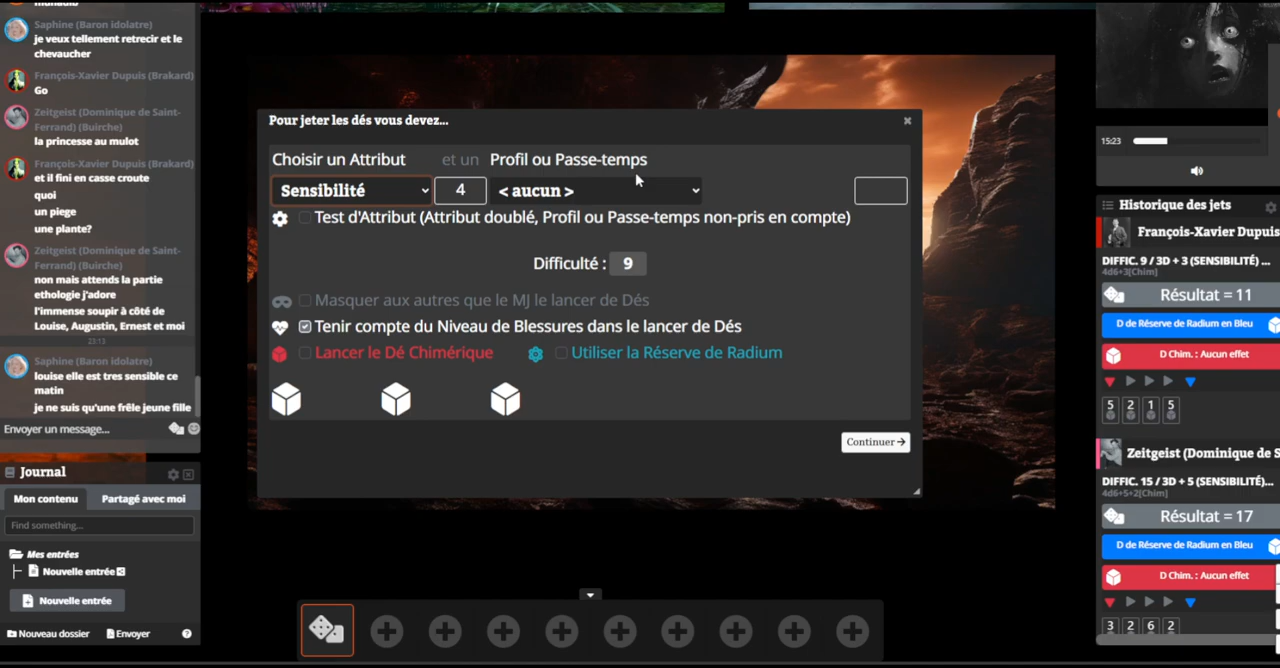 Saphine (Baron idolatre)
je veux tellement retrecir et le
chevaucher
François-Xavier Dupuis (Brakard)
Go
Zeitgeist (Dominique de Saint-
Ferrand) (Buirche)
la princesse au mulot
François-Xavier Dupuis (Brakard)
et il fini en casse croute
quoi
un piege
une plante?
Zeitgeist (Dominique de Saint-
Ferrand) (Buirche)
non mais attends la partie
ethologie j'adore
l'immense soupir à côté de
Louise, Augustin, Ernest et moi
23:13
Saphine (Baron idolatre)
louise elle est tres sensible ce
matin
je ne suis qu'une frêle jeune fille
Envoyer un message...
Journal
Mon contenu
Partagé avec moi
Find something...
Mes entrées
Nouvelle entrée
Nouvelle entrée
Nouveau dossier
Envoyer
?
Pour jeter les dés vous devez...
×
Choisir un Attribut et un Profil ou Passe-temps
Sensibilité 4 < aucun >
Test d'Attribut (Attribut doublé, Profil ou Passe-temps non-pris en compte)
Difficulté : 9
Masquer aux autres que le MJ le lancer de Dés
Tenir compte du Niveau de Blessures dans le lancer de Dés
Lancer le Dé Chimérique Utiliser la Réserve de Radium
Continuer
15:23
Historique des jets
François-Xavier Dupuis
DIFFIC. 9 / 3D + 3 (SENSIBILITÉ) ...
4d6+3[Chim]
Résultat = 11
D de Réserve de Radium en Bleu
D Chim. : Aucun effet
5 2 1 5
Zeitgeist (Dominique de S
DIFFIC. 15 / 3D + 5 (SENSIBILITÉ)...
4d6+5+2[Chim]
Résultat = 17
D de Réserve de Radium en Bleu
D Chim. : Aucun effet
3 2 6 2